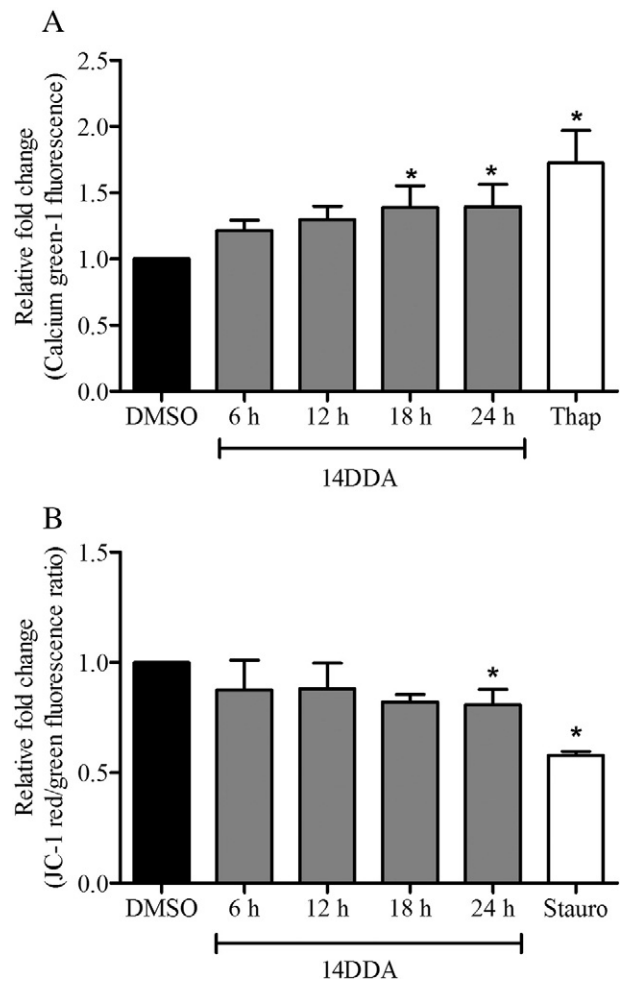 A
Relative fold change
(Calcium green-1 fluorescence)
2.5
2.0
1.5
1.0
0.5
0.0
* * *
DMSO 6 h 12 h 18 h 24 h Thap
14DDA
B
Relative fold change
(JC-1 red/green fluorescence ratio)
1.5
1.0
0.5
0.0
* *
DMSO 6 h 12 h 18 h 24 h Stauro
14DDA